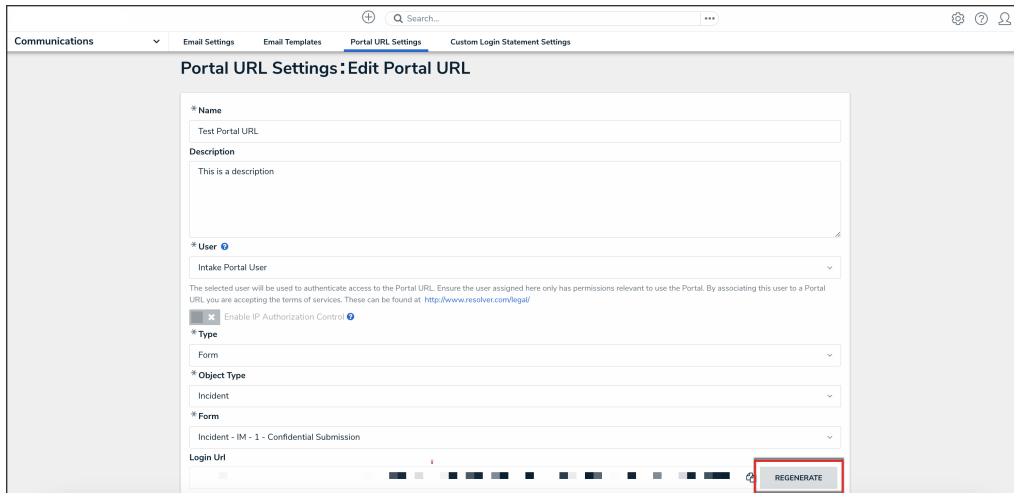 Search...
Communications
Email Settings
Email Templates
Portal URL Settings
Custom Login Statement Settings
Portal URL Settings: Edit Portal URL
* Name
Test Portal URL
Description
This is a description
* User
Intake Portal User
The selected user will be used to authenticate access to the Portal URL. Ensure the user assigned here only has permissions relevant to use the Portal. By associating this user to a Portal
URL you are accepting the terms of services. These can be found at http://www.resolver.com/legal/
Enable IP Authorization Control
* Type
Form
* Object Type
Incident
* Form
Incident - IM - 1 - Confidential Submission
Login Url
REGENERATE